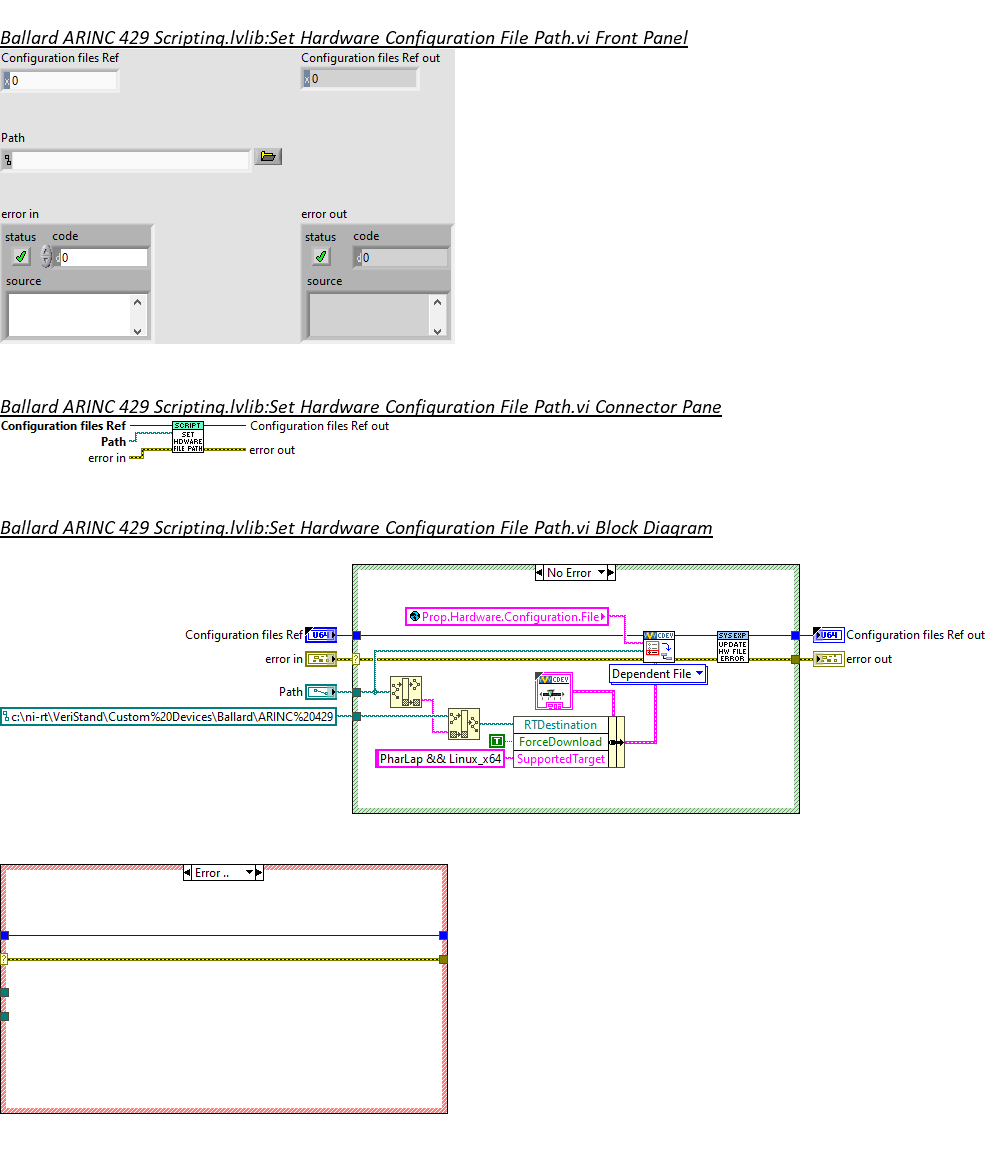 Ballard ARINC 429 Scripting.lvlib:Set Hardware Configuration File Path.vi Front Panel
Configuration files Ref
Configuration files Ref out
x 0
x 0
Path
error in
error out
status code
status code
d 0
d 0
source
source
Ballard ARINC 429 Scripting.lvlib:Set Hardware Configuration File Path.vi Connector Pane
Configuration files Ref
SCRIPT
Configuration files Ref out
Path
SET
HDWARE
FILE PATH
error in
error out
Ballard ARINC 429 Scripting.lvlib:Set Hardware Configuration File Path.vi Block Diagram
No Error
Prop.Hardware.Configuration.File
Configuration files Ref
U64
CDEV
SYS EXP
UPDATE
HW FILE
ERROR
U64
Configuration files Ref out
error in
error out
Dependent File
Path
CDEV
c:\ni-rt\VeriStand\Custom%20Devices\Ballard\ARINC%20429
RTDestination
T
ForceDownload
PharLap && Linux_x64
SupportedTarget
Error ..